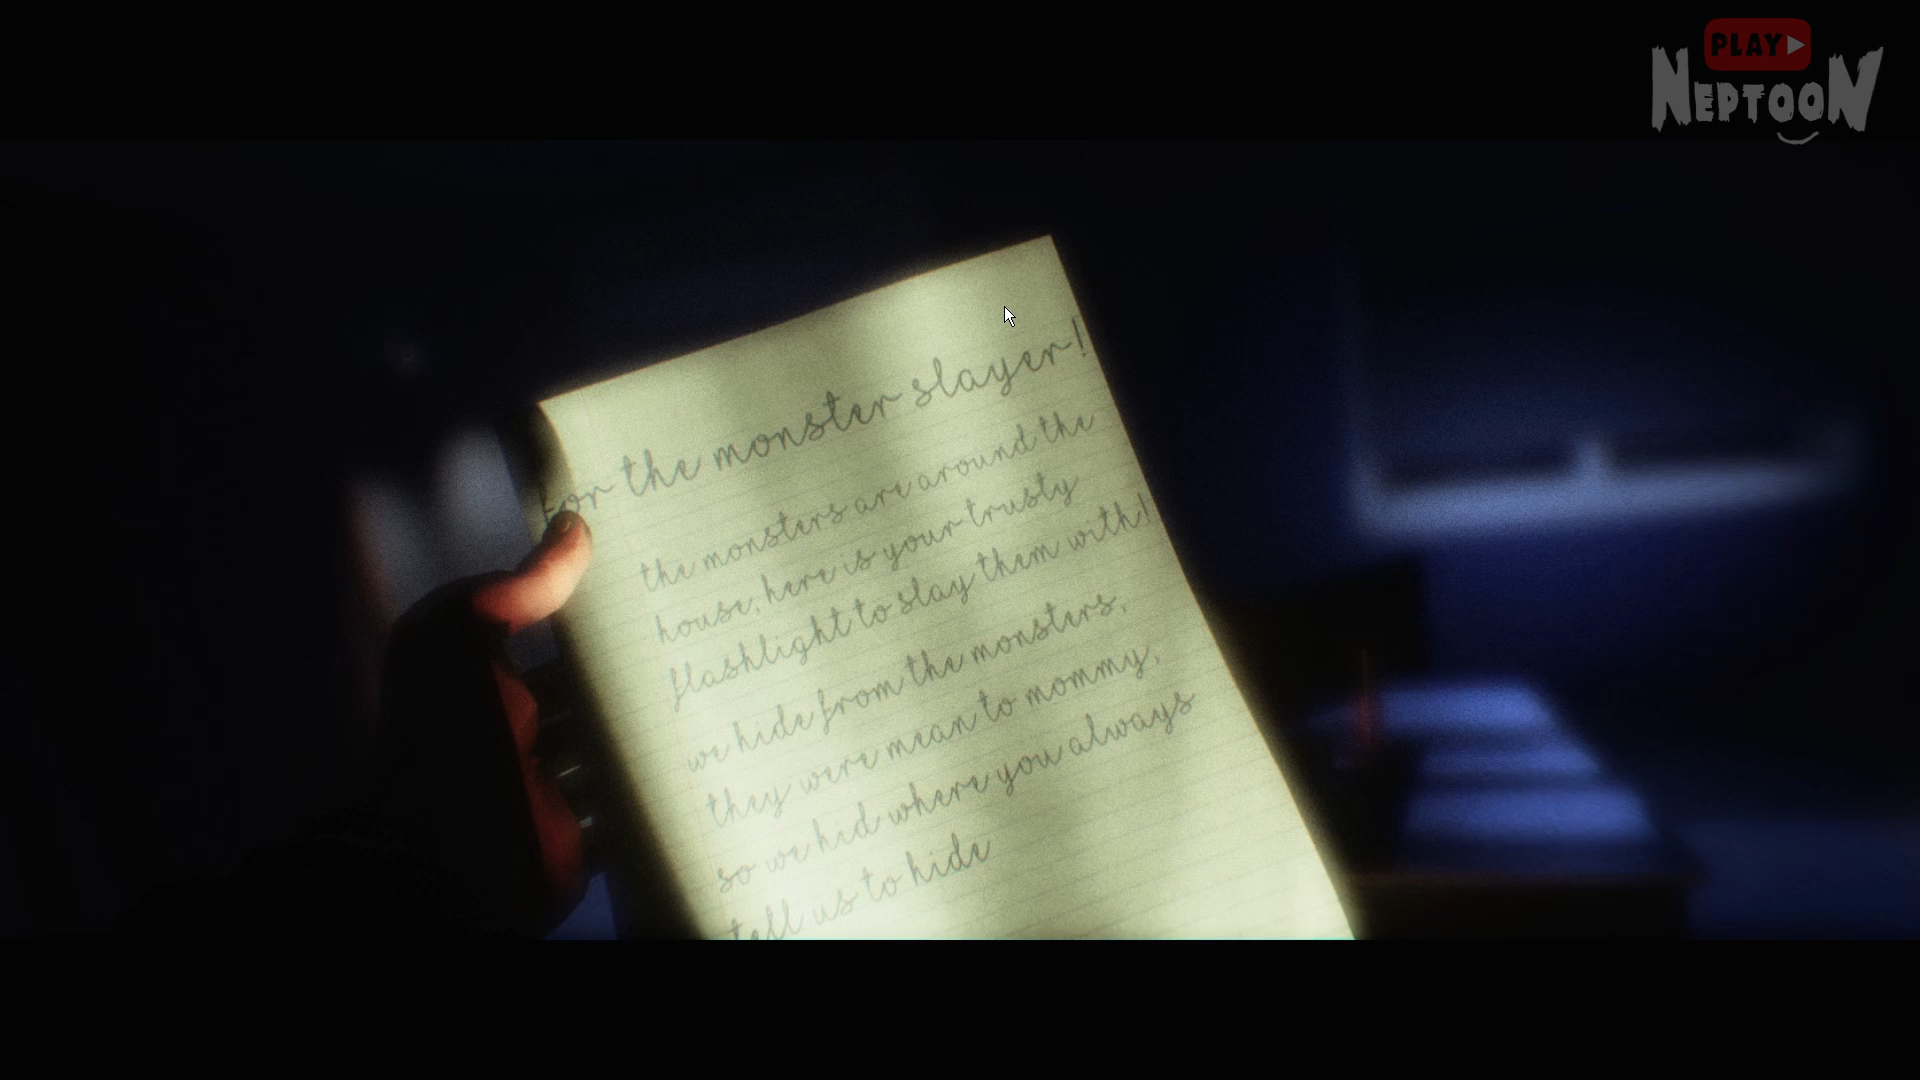 PLAY
NEPTOON
For the monster slayer!
the monsters are around the
house, here is your trusty
flashlight to slay them with!
we hide from the monsters,
they were mean to mommy,
so we hid where you always
tell us to hide